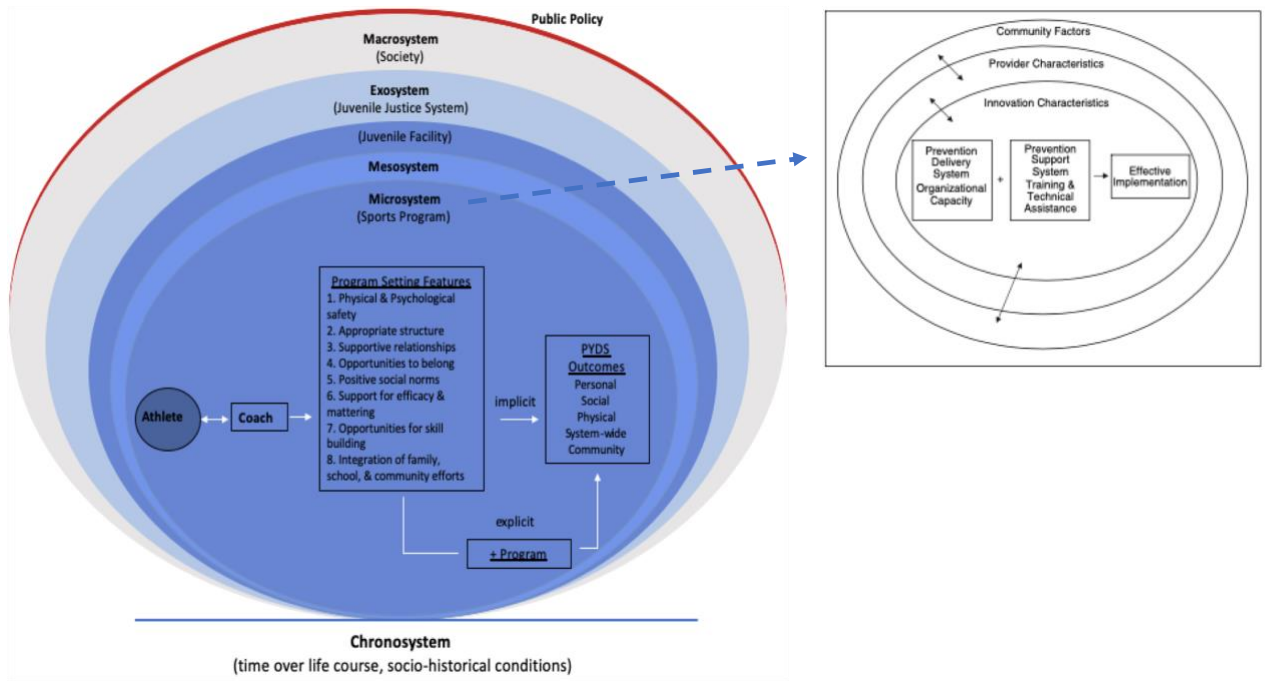 Public Policy
Macrosystem
(Society)
Exosystem
(Juvenile Justice System)
(Juvenile Facility)
Mesosystem
Microsystem
(Sports Program)
Program Setting Features
1. Physical & Psychological
safety
2. Appropriate structure
3. Supportive relationships
4. Opportunities to belong
5. Positive social norms
6. Support for efficacy &
mattering
7. Opportunities for skill
building
8. Integration of family,
school, & community efforts
Athlete
Coach
implicit
PYDS
Outcomes
Personal
Social
Physical
System-wide
Community
explicit
+ Program
Chronosystem
(time over life course, socio-historical conditions)
Community Factors
Provider Characteristics
Innovation Characteristics
Prevention
Delivery
System
Organizational
Capacity
+
Prevention
Support
System
Training &
Technical
Assistance
Effective
Implementation